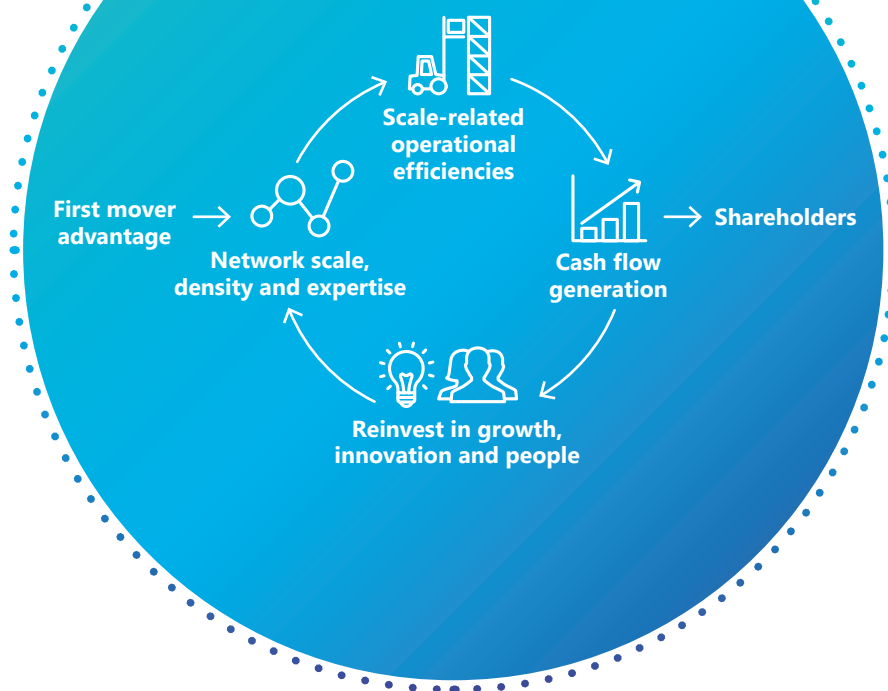 Scale-related
operational
efficiencies
First mover
advantage
Network scale,
density and expertise
Cash flow
generation
Shareholders
Reinvest in growth,
innovation and people